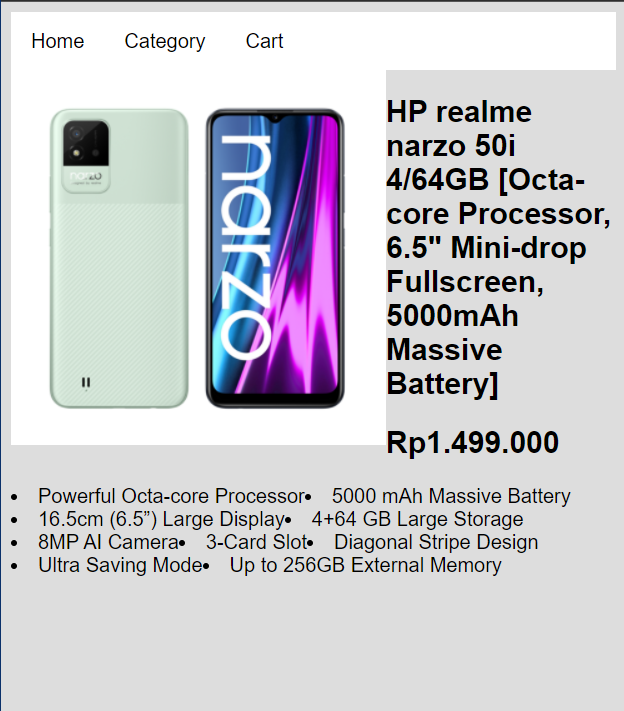 Home Category Cart
narzo
narzo
HP realme
narzo 50i
4/64GB [Octa-
core Processor,
6.5" Mini-drop
Fullscreen,
5000mAh
Massive
Battery]
Rp1.499.000
• Powerful Octa-core Processor• 5000 mAh Massive Battery
• 16.5cm (6.5”) Large Display• 4+64 GB Large Storage
• 8MP AI Camera• 3-Card Slot• Diagonal Stripe Design
• Ultra Saving Mode• Up to 256GB External Memory